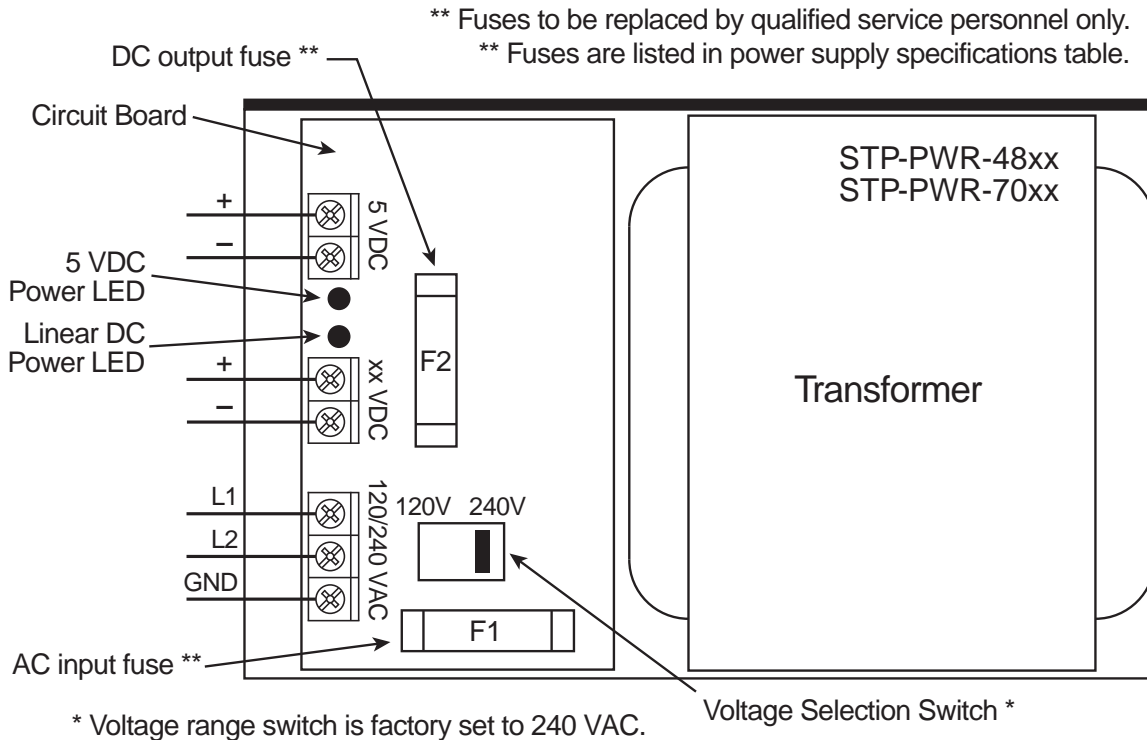 ** Fuses to be replaced by qualified service personnel only.
** Fuses are listed in power supply specifications table.
DC output fuse **
Circuit Board
STP-PWR-48xx
STP-PWR-70xx
+
5 VDC
–
5 VDC
Power LED
Linear DC
Power LED
F2
Transformer
+
xx VDC
–
L1
120/240 VAC
120V 240V
L2
GND
F1
AC input fuse **
Voltage Selection Switch *
* Voltage range switch is factory set to 240 VAC.